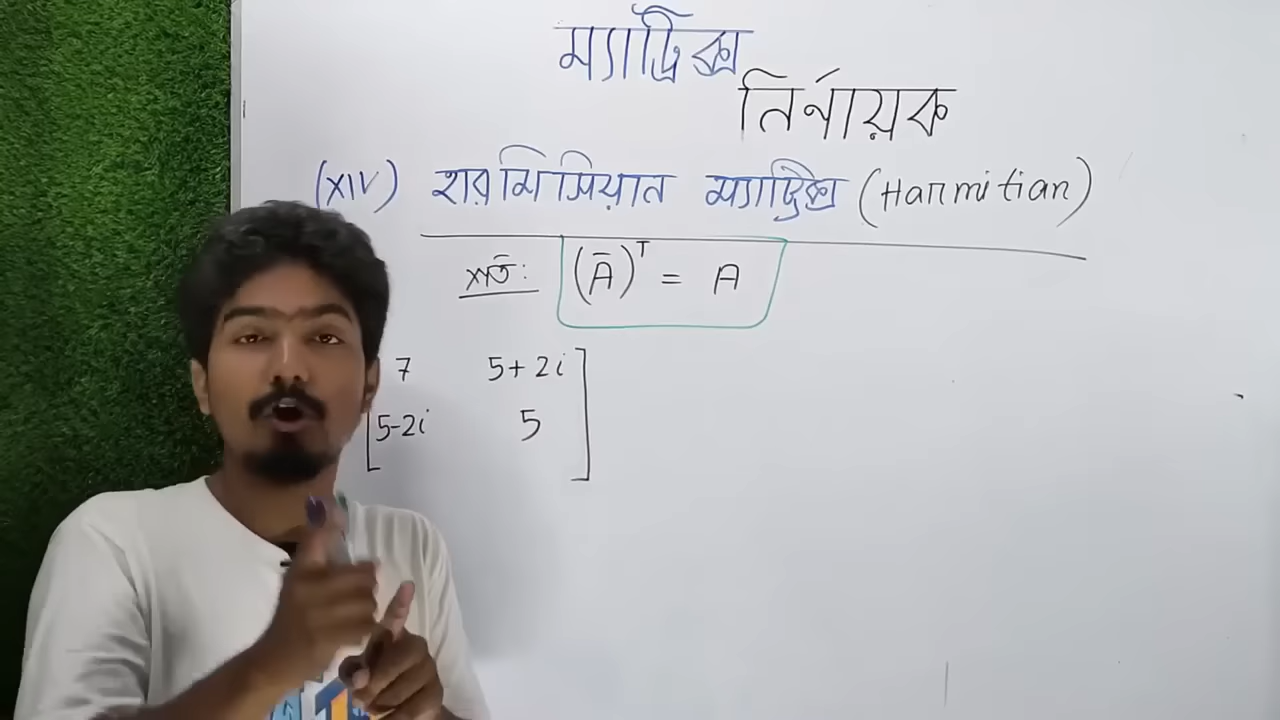 ম্যাট্রিক্স
নির্নায়ক
(XIV) হারমিসিয়ান ম্যাট্রিক্স (Harmitian)
শর্ত: (Ā)ᵀ = A
7 5+2i
5-2i 5